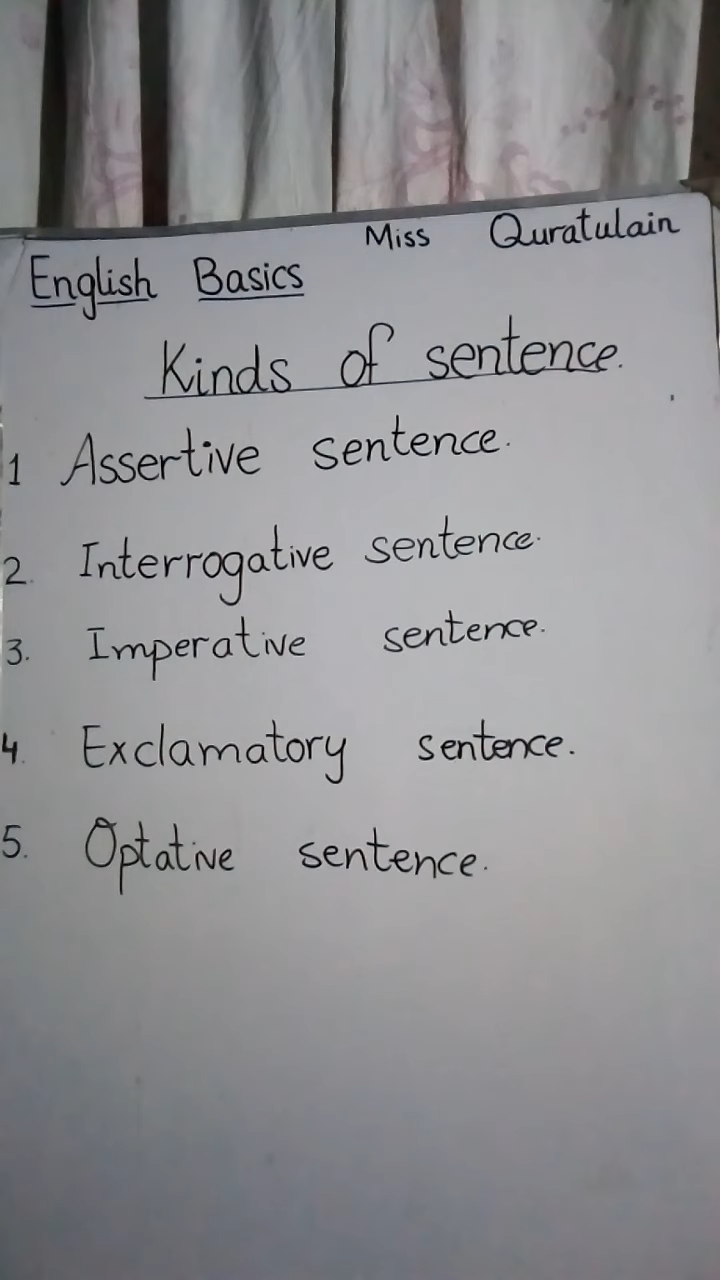 Miss Quratulain
English Basics
Kinds of sentence.
1 Assertive sentence.
2. Interrogative sentence.
3. Imperative sentence.
4. Exclamatory sentence.
5. Optative sentence.